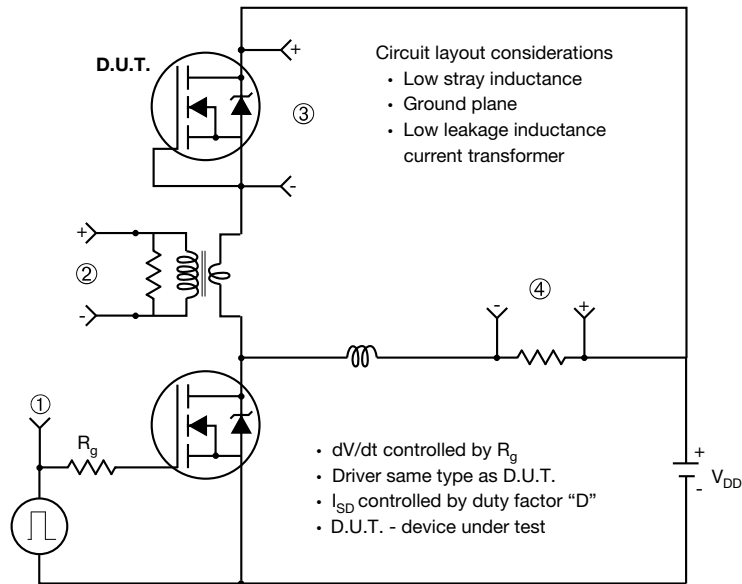 D.U.T.
+
Circuit layout considerations
• Low stray inductance
• Ground plane
• Low leakage inductance
current transformer
③
-
+
②
-
④
-
+
①
R_g
• dV/dt controlled by R_g
• Driver same type as D.U.T.
• I_SD controlled by duty factor “D”
• D.U.T. - device under test
+
V_DD
-